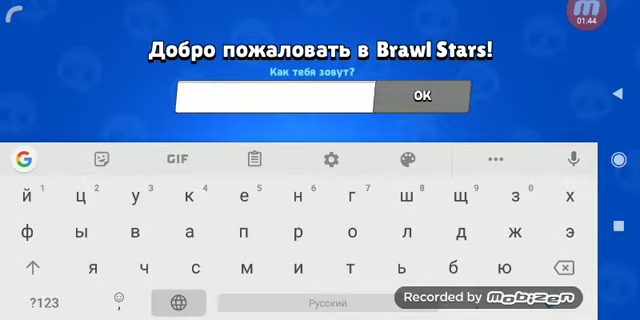 01:44
Добро пожаловать в Brawl Stars!
Как тебя зовут?
OK
G GIF
й 1 ц 2 у 3 к 4 е 5 н 6 г 7 ш 8 щ 9 з 0 х
ф ы в а п р о л д ж э
я ч с м и т ь б ю
?123 Русский
Recorded by Mobizen